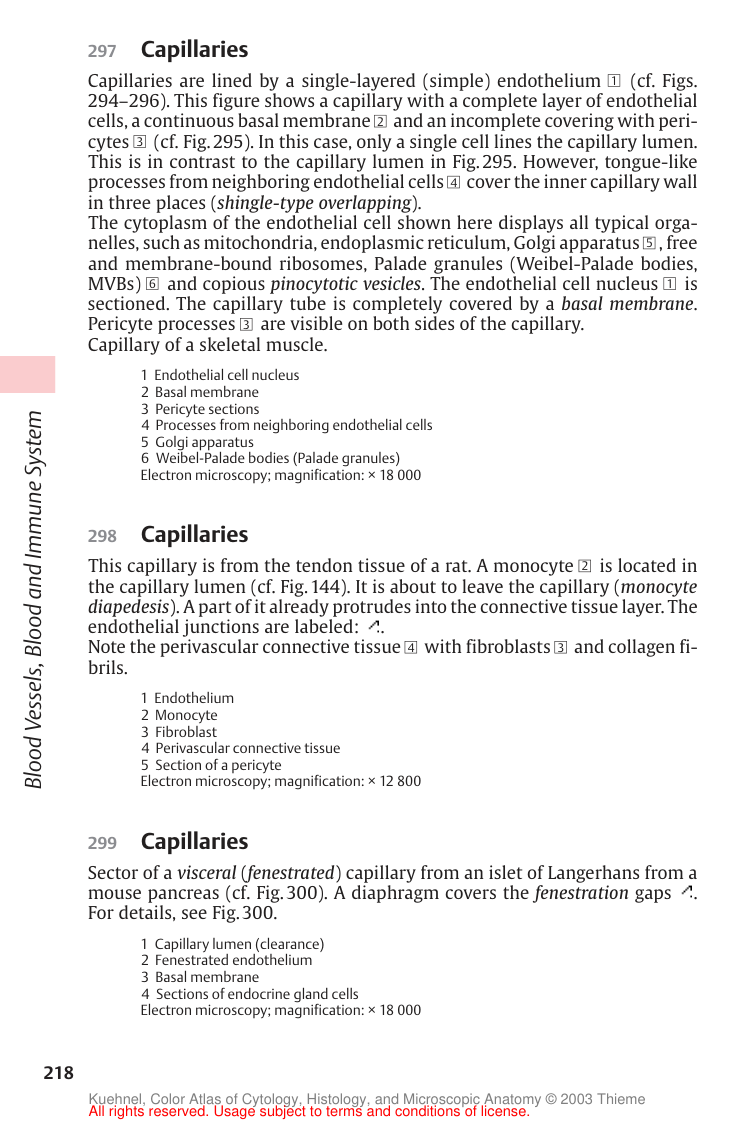 297 Capillaries
Capillaries are lined by a single-layered (simple) endothelium 1 (cf. Figs.
294–296). This figure shows a capillary with a complete layer of endothelial
cells, a continuous basal membrane 2 and an incomplete covering with peri-
cytes 3 (cf. Fig. 295). In this case, only a single cell lines the capillary lumen.
This is in contrast to the capillary lumen in Fig. 295. However, tongue-like
processes from neighboring endothelial cells 4 cover the inner capillary wall
in three places (shingle-type overlapping).
The cytoplasm of the endothelial cell shown here displays all typical orga-
nelles, such as mitochondria, endoplasmic reticulum, Golgi apparatus 5, free
and membrane-bound ribosomes, Palade granules (Weibel-Palade bodies,
MVBs) 6 and copious pinocytotic vesicles. The endothelial cell nucleus 1 is
sectioned. The capillary tube is completely covered by a basal membrane.
Pericyte processes 3 are visible on both sides of the capillary.
Capillary of a skeletal muscle.
1 Endothelial cell nucleus
2 Basal membrane
3 Pericyte sections
4 Processes from neighboring endothelial cells
5 Golgi apparatus
6 Weibel-Palade bodies (Palade granules)
Electron microscopy; magnification: × 18 000
298 Capillaries
This capillary is from the tendon tissue of a rat. A monocyte 2 is located in
the capillary lumen (cf. Fig. 144). It is about to leave the capillary (monocyte
diapedesis). A part of it already protrudes into the connective tissue layer. The
endothelial junctions are labeled: .
Note the perivascular connective tissue 4 with fibroblasts 3 and collagen fi-
brils.
1 Endothelium
2 Monocyte
3 Fibroblast
4 Perivascular connective tissue
5 Section of a pericyte
Electron microscopy; magnification: × 12 800
299 Capillaries
Sector of a visceral (fenestrated) capillary from an islet of Langerhans from a
mouse pancreas (cf. Fig. 300). A diaphragm covers the fenestration gaps .
For details, see Fig. 300.
1 Capillary lumen (clearance)
2 Fenestrated endothelium
3 Basal membrane
4 Sections of endocrine gland cells
Electron microscopy; magnification: × 18 000
Blood Vessels, Blood and Immune System
218
Kuehnel, Color Atlas of Cytology, Histology, and Microscopic Anatomy © 2003 Thieme
All rights reserved. Usage subject to terms and conditions of license.